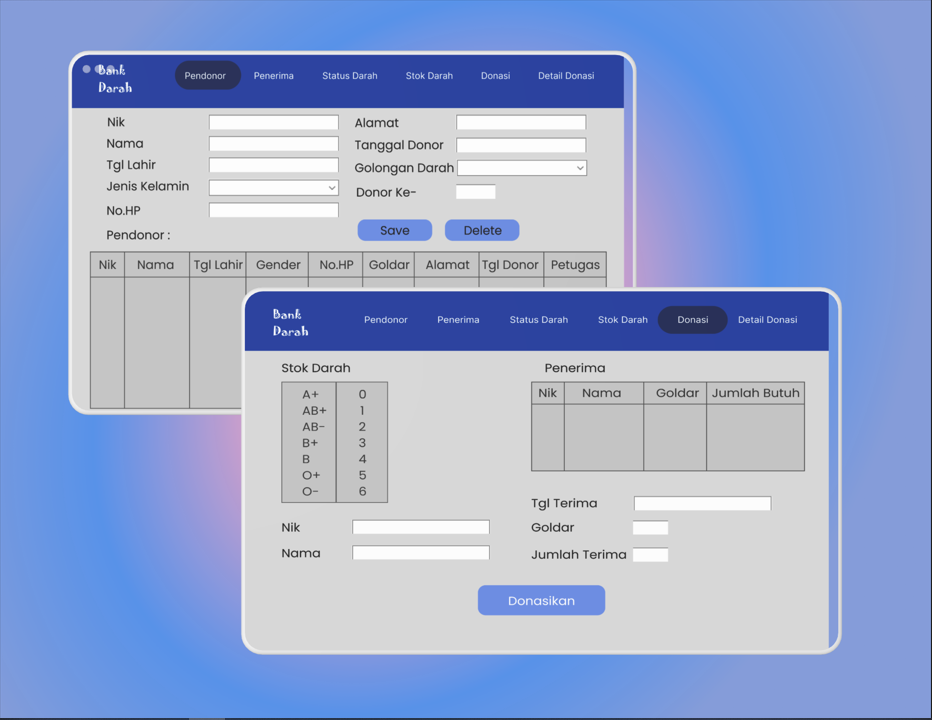 Bank
Darah
Pendonor Penerima Status Darah Stok Darah Donasi Detail Donasi
Nik
Nama
Tgl Lahir
Jenis Kelamin
No.HP
Pendonor :
Alamat
Tanggal Donor
Golongan Darah
Donor Ke-
Save Delete
Nik Nama Tgl Lahir Gender No.HP Goldar Alamat Tgl Donor Petugas
Bank
Darah
Pendonor Penerima Status Darah Stok Darah Donasi Detail Donasi
Stok Darah
A+ 0
AB+ 1
AB- 2
B+ 3
B 4
O+ 5
O- 6
Nik
Nama
Penerima
Nik Nama Goldar Jumlah Butuh
Tgl Terima
Goldar
Jumlah Terima
Donasikan